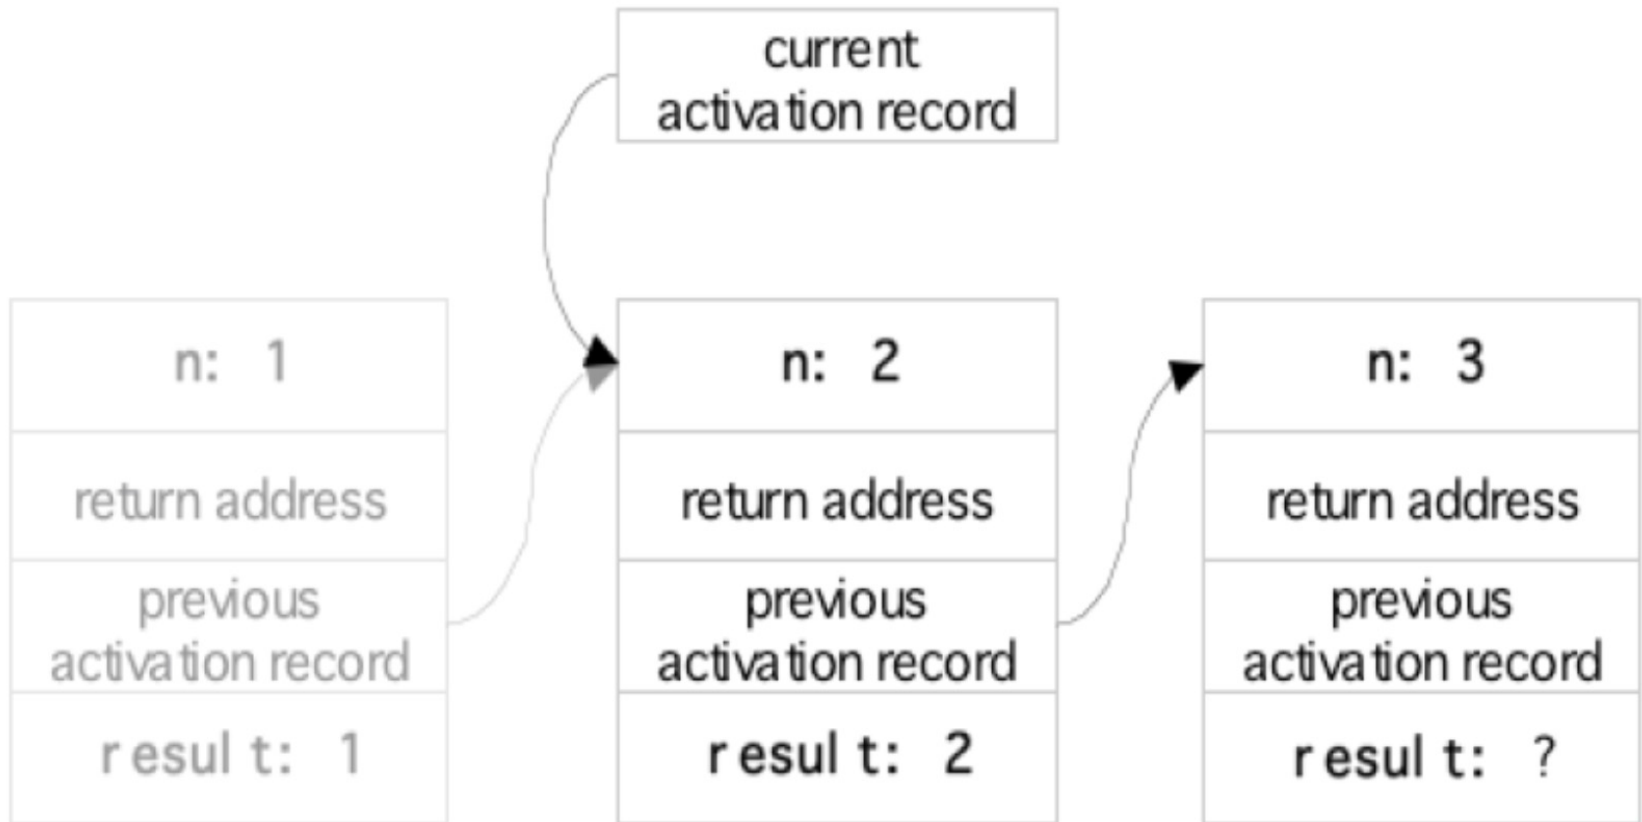 current
activation record
n: 1
return address
previous
activation record
result: 1
n: 2
return address
previous
activation record
result: 2
n: 3
return address
previous
activation record
result: ?